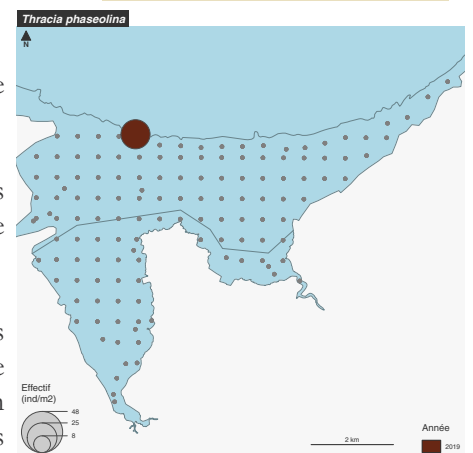 Thracia phaseolina
N
e
s
e
s
e
n
s
Effectif
(ind/m2)
48
25
8
2 km
Année
2019